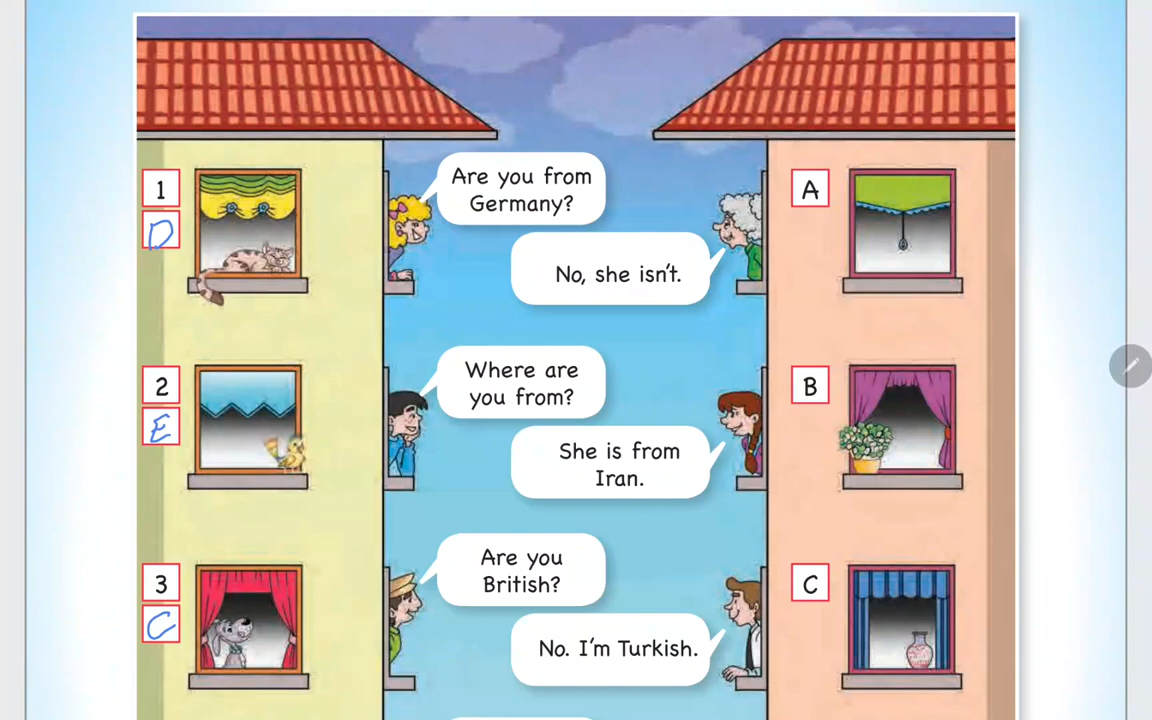 1
D
Are you from
Germany?
A
No, she isn't.
2
E
Where are
you from?
B
She is from
Iran.
3
C
Are you
British?
C
No. I'm Turkish.